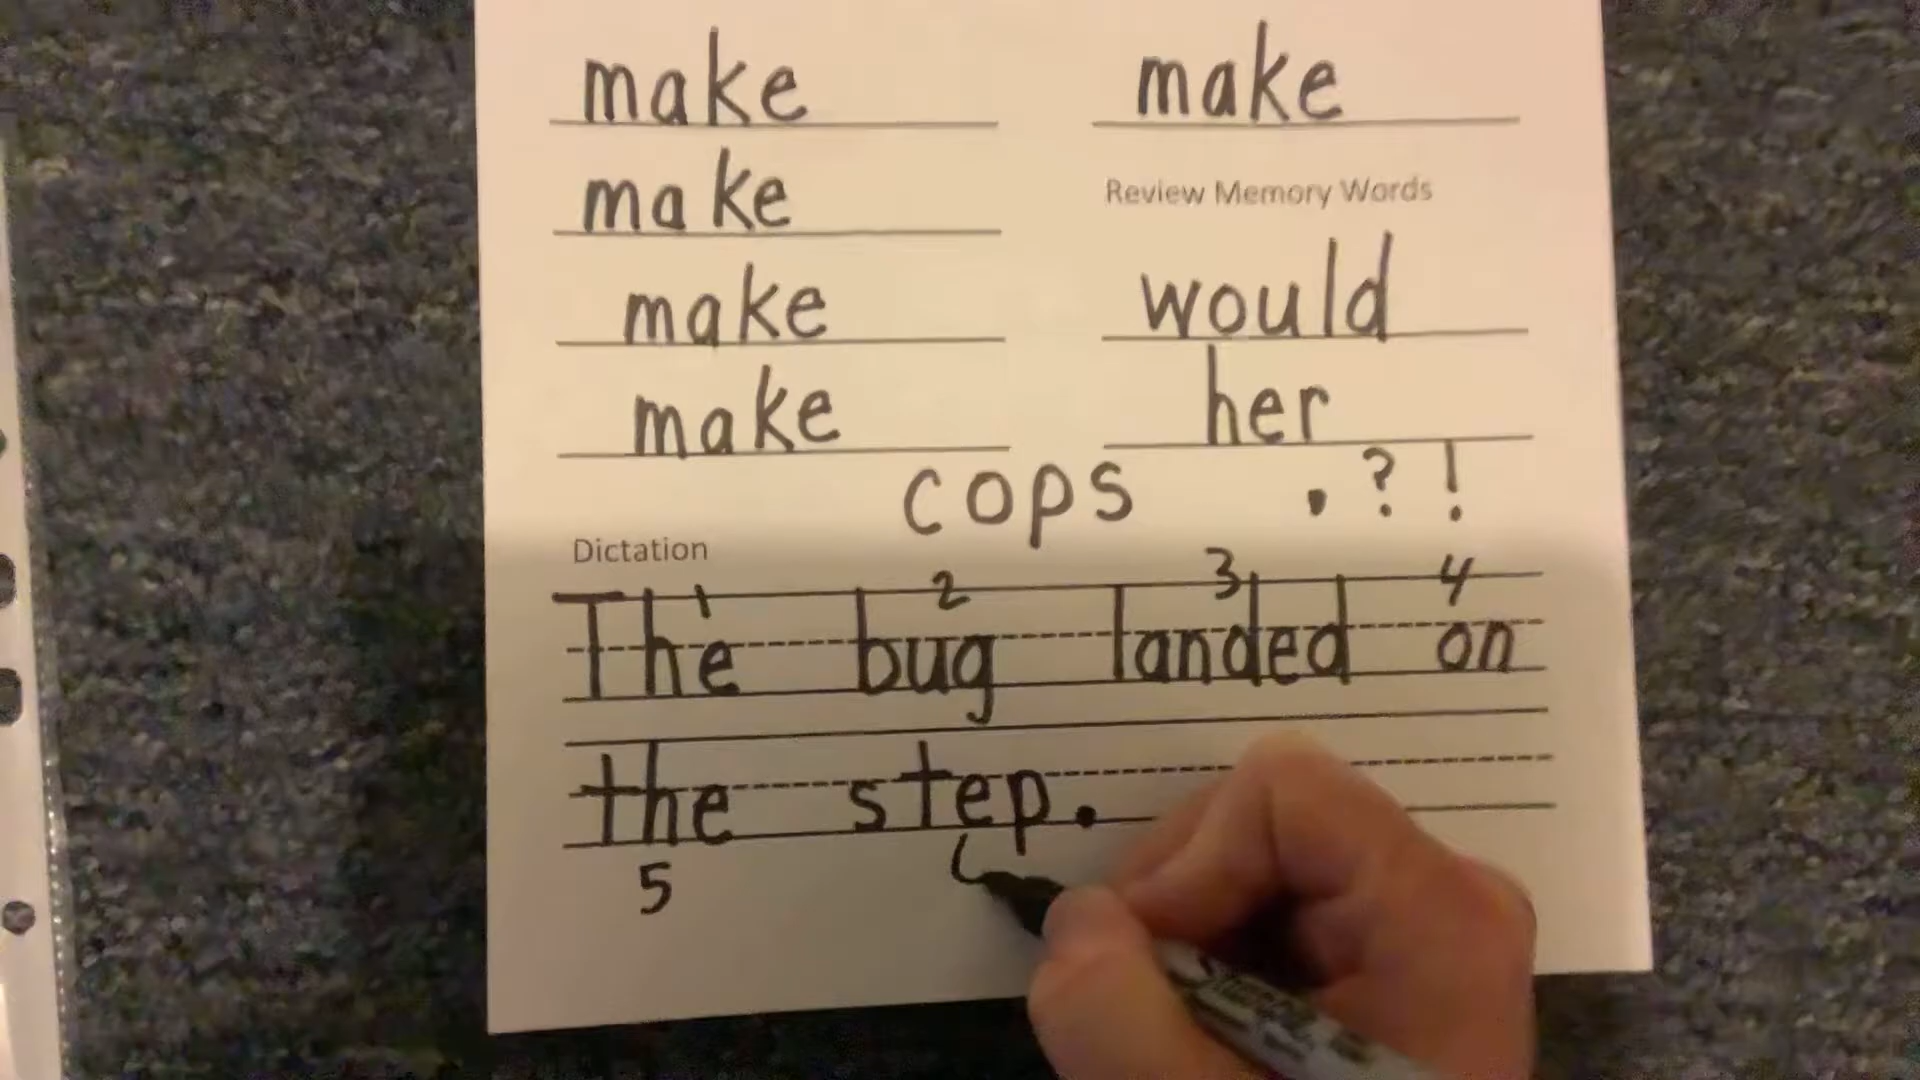 make make
make Review Memory Words
make would
make her
cops . ? !
Dictation
1 2 3 4
The bug landed on
the step.
5